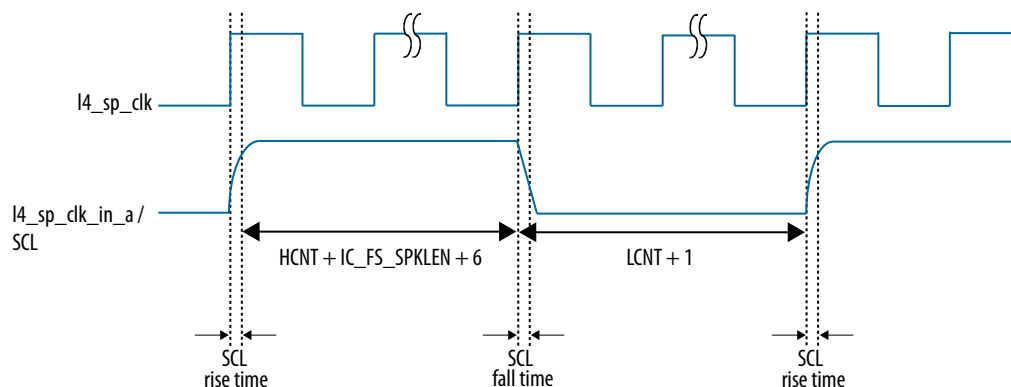 l4_sp_clk
l4_sp_clk_in_a /
SCL
HCNT + IC_FS_SPKLEN + 6
LCNT + 1
SCL
rise time
SCL
fall time
SCL
rise time